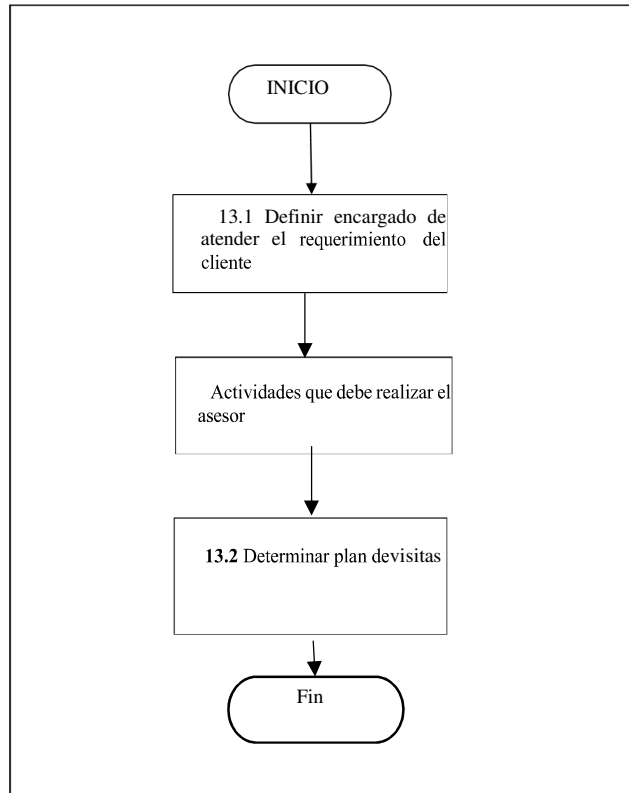 INICIO
13.1 Definir encargado de
atender el requerimiento del
cliente
Actividades que debe realizar el
asesor
13.2 Determinar plan devisitas
Fin